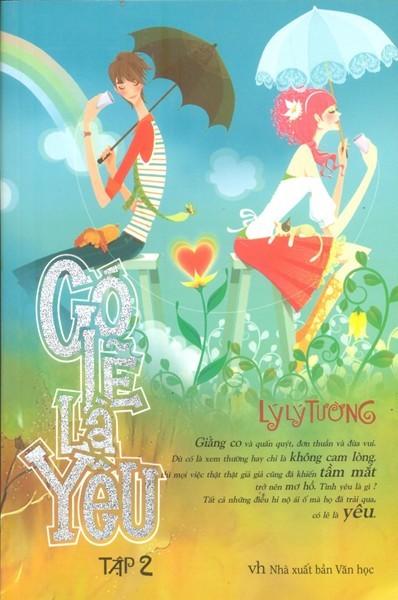 Có
lẽ
Là
Yêu
TẬP 2
LÝ LÝ TƯỜNG
Giằng co và quấn quýt, đơn thuần và đùa vui.
Dù có là xem thường hay chỉ là không cam lòng,
mọi việc thật thật giả giả cũng đã khiến tầm mắt
trở nên mơ hồ. Tình yêu là gì ?
Tất cả những điều hỉ nộ ái ố mà họ đã trải qua,
có lẽ là yêu.
vh Nhà xuất bản Văn học